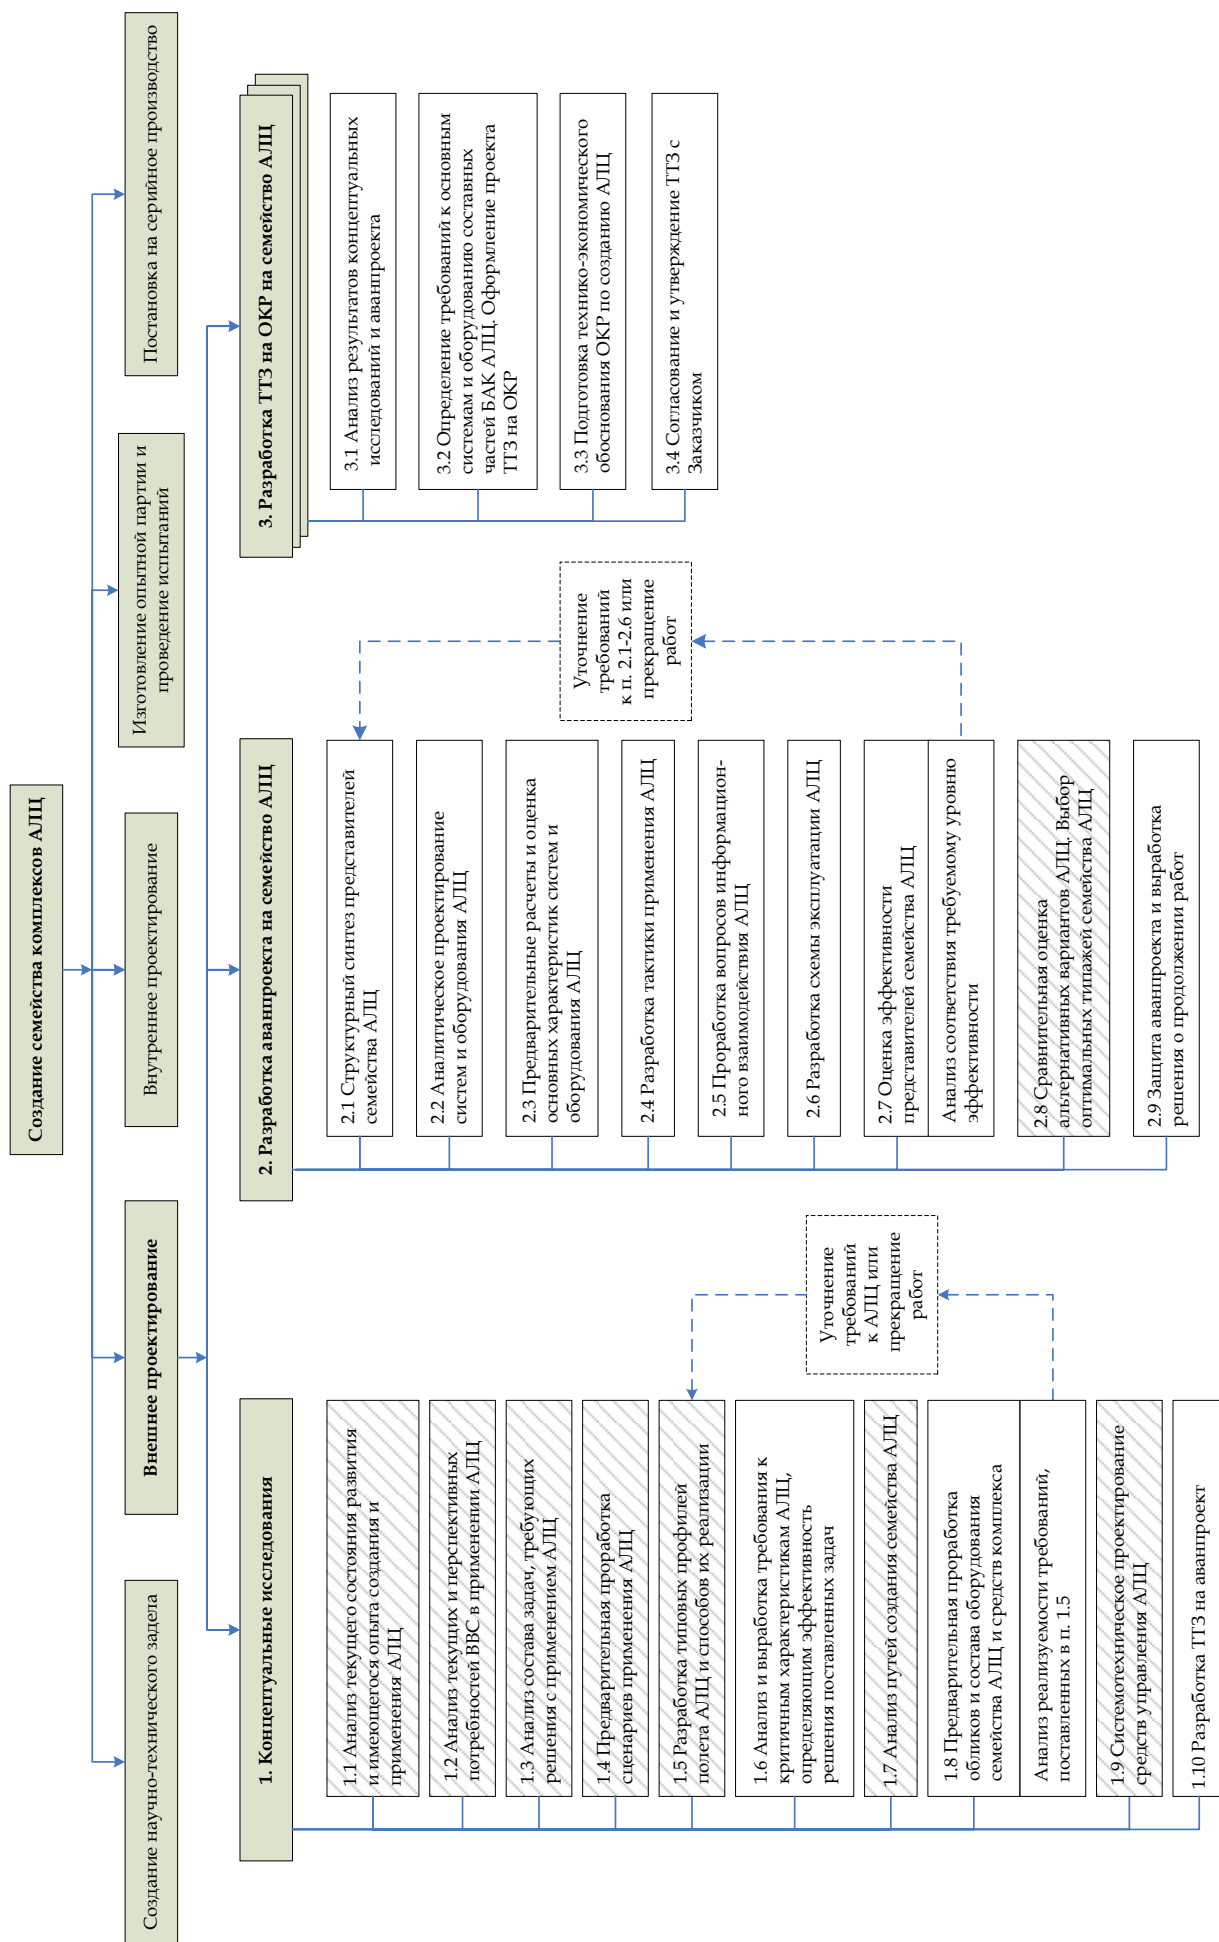 Создание семейства комплексов АЛЦ
Создание научно-технического задела
Внешнее проектирование
Внутреннее проектирование
Изготовление опытной партии и
проведение испытаний
Постановка на серийное производство
1. Концептуальные исследования
1.1 Анализ текущего состояния развития
и имеющегося опыта создания и
применения АЛЦ
1.2 Анализ текущих и перспективных
потребностей ВВС в применении АЛЦ
1.3 Анализ состава задач, требующих
решения с применением АЛЦ
1.4 Предварительная проработка
сценариев применения АЛЦ
1.5 Разработка типовых профилей
полета АЛЦ и способов их реализации
1.6 Анализ и выработка требования к
критичным характеристикам АЛЦ,
определяющим эффективность
решения поставленных задач
1.7 Анализ путей создания семейства АЛЦ
1.8 Предварительная проработка
обликов и состава оборудования
семейства АЛЦ и средств комплекса
Анализ реализуемости требований,
поставленных в п. 1.5
1.9 Системотехническое проектирование
средств управления АЛЦ
1.10 Разработка ТТЗ на аванпроект
Уточнение
требований
к АЛЦ или
прекращение
работ
2. Разработка аванпроекта на семейство АЛЦ
2.1 Структурный синтез представителей
семейства АЛЦ
2.2 Аналитическое проектирование
систем и оборудования АЛЦ
2.3 Предварительные расчеты и оценка
основных характеристик систем и
оборудования АЛЦ
2.4 Разработка тактики применения АЛЦ
2.5 Проработка вопросов информацион-
ного взаимодействия АЛЦ
2.6 Разработка схемы эксплуатации АЛЦ
2.7 Оценка эффективности
представителей семейства АЛЦ
Анализ соответствия требуемому уровню
эффективности
2.8 Сравнительная оценка
альтернативных вариантов АЛЦ. Выбор
оптимальных типажей семейства АЛЦ
2.9 Защита аванпроекта и выработка
решения о продолжении работ
Уточнение
требований
к п. 2.1-2.6 или
прекращение
работ
3. Разработка ТТЗ на ОКР на семейство АЛЦ
3.1 Анализ результатов концептуальных
исследований и аванпроекта
3.2 Определение требований к основным
системам и оборудованию составных
частей БАК АЛЦ. Оформление проекта
ТТЗ на ОКР
3.3 Подготовка технико-экономического
обоснования ОКР по созданию АЛЦ
3.4 Согласование и утверждение ТТЗ с
Заказчиком